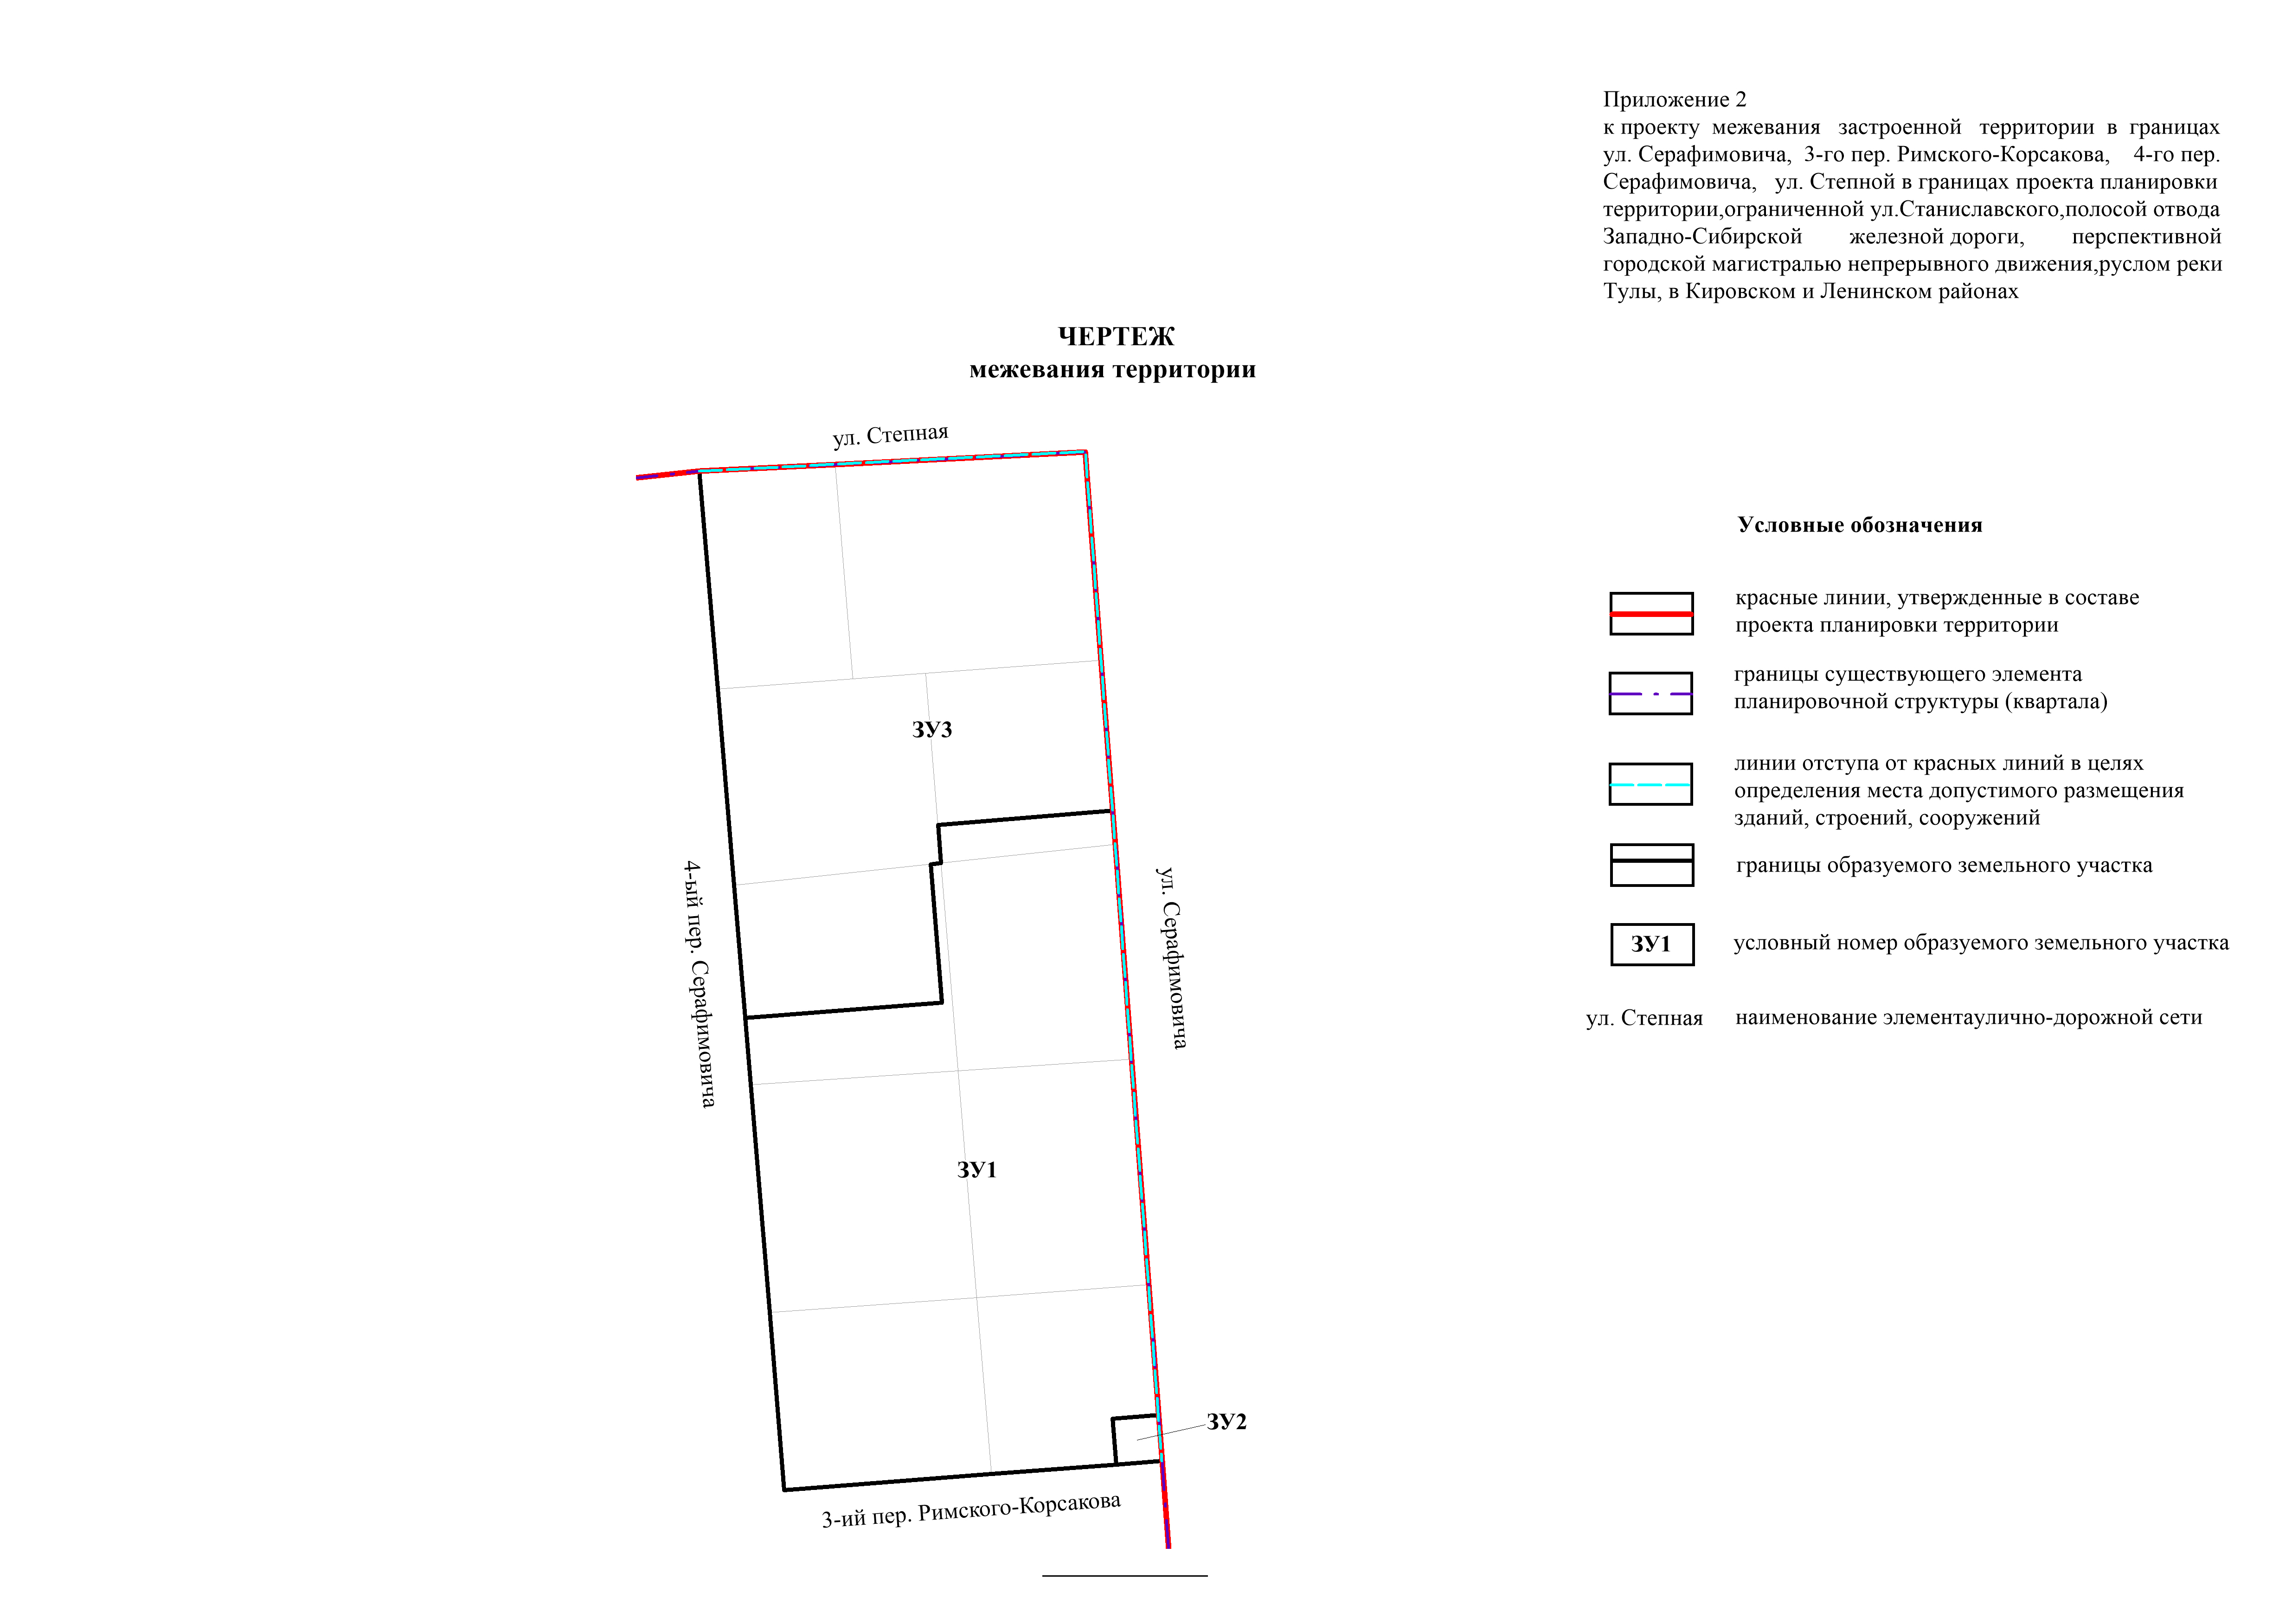 Приложение 2
к проекту межевания застроенной территории в границах
ул. Серафимовича, 3-го пер. Римского-Корсакова, 4-го пер.
Серафимовича, ул. Степной в границах проекта планировки
территории,ограниченной ул.Станиславского,полосой отвода
Западно-Сибирской железной дороги, перспективной
городской магистралью непрерывного движения,руслом реки
Тулы, в Кировском и Ленинском районах
ЧЕРТЕЖ
межевания территории
ул. Степная
ЗУ3
4-ый пер. Серафимовича
ул. Серафимовича
ЗУ1
ЗУ2
3-ий пер. Римского-Корсакова
Условные обозначения
красные линии, утвержденные в составе
проекта планировки территории
границы существующего элемента
планировочной структуры (квартала)
линии отступа от красных линий в целях
определения места допустимого размещения
зданий, строений, сооружений
границы образуемого земельного участка
ЗУ1 условный номер образуемого земельного участка
ул. Степная наименование элементаулично-дорожной сети